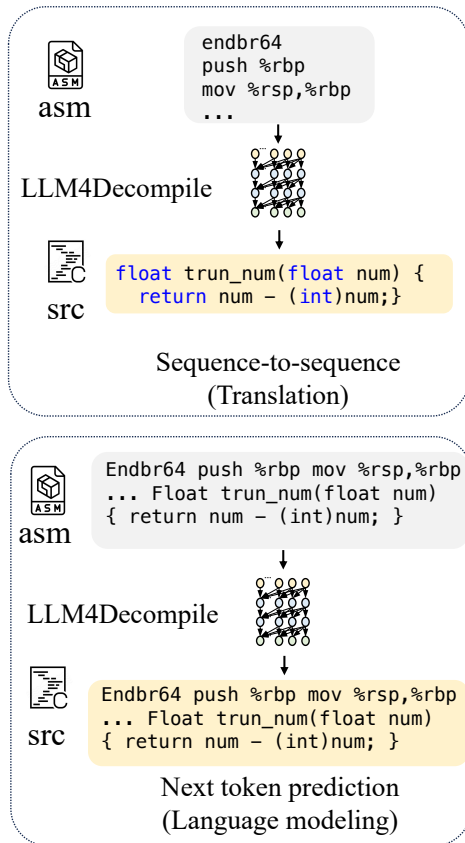 endbr64
push %rbp
mov %rsp,%rbp
...
ASM
asm
LLM4Decompile
C
src
float trun_num(float num) {
return num – (int)num;}
Sequence-to-sequence
(Translation)
Endbr64 push %rbp mov %rsp,%rbp
... Float trun_num(float num)
{ return num – (int)num; }
ASM
asm
LLM4Decompile
C
src
Endbr64 push %rbp mov %rsp,%rbp
... Float trun_num(float num)
{ return num – (int)num; }
Next token prediction
(Language modeling)